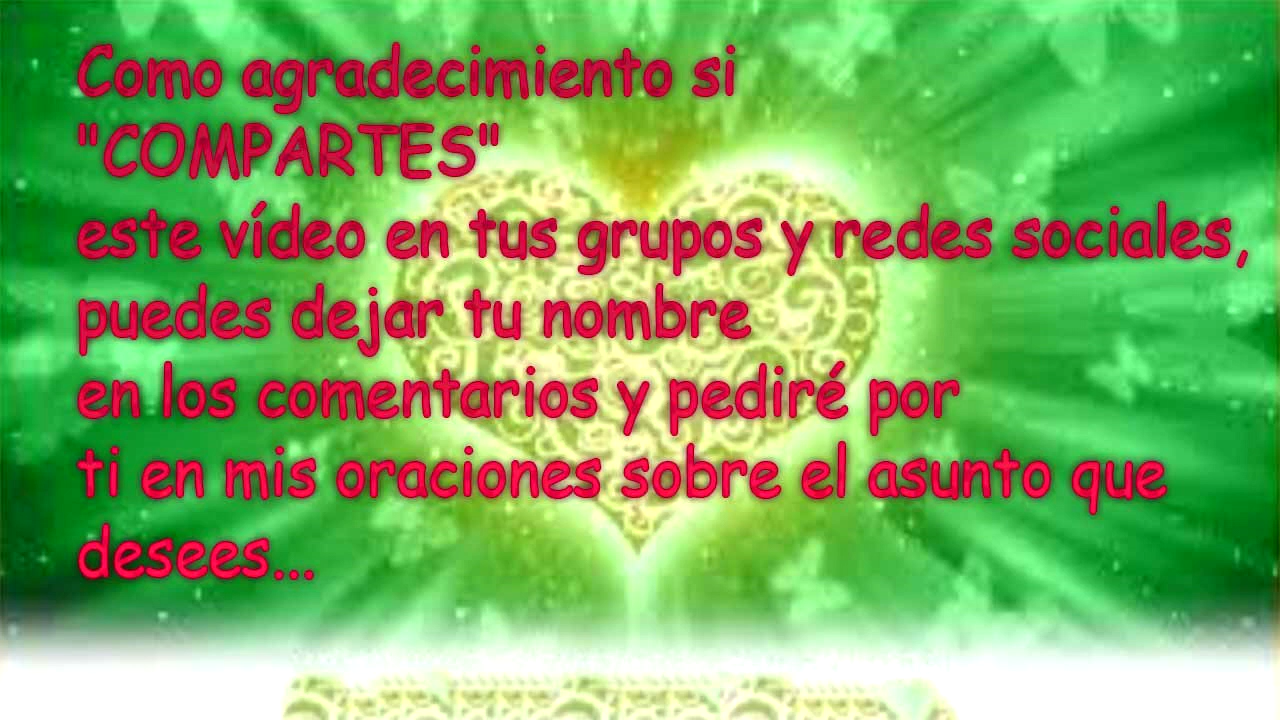 Como agradecimiento si
"COMPARTES"
este vídeo en tus grupos y redes sociales,
puedes dejar tu nombre
en los comentarios y pediré por
ti en mis oraciones sobre el asunto que
desees...